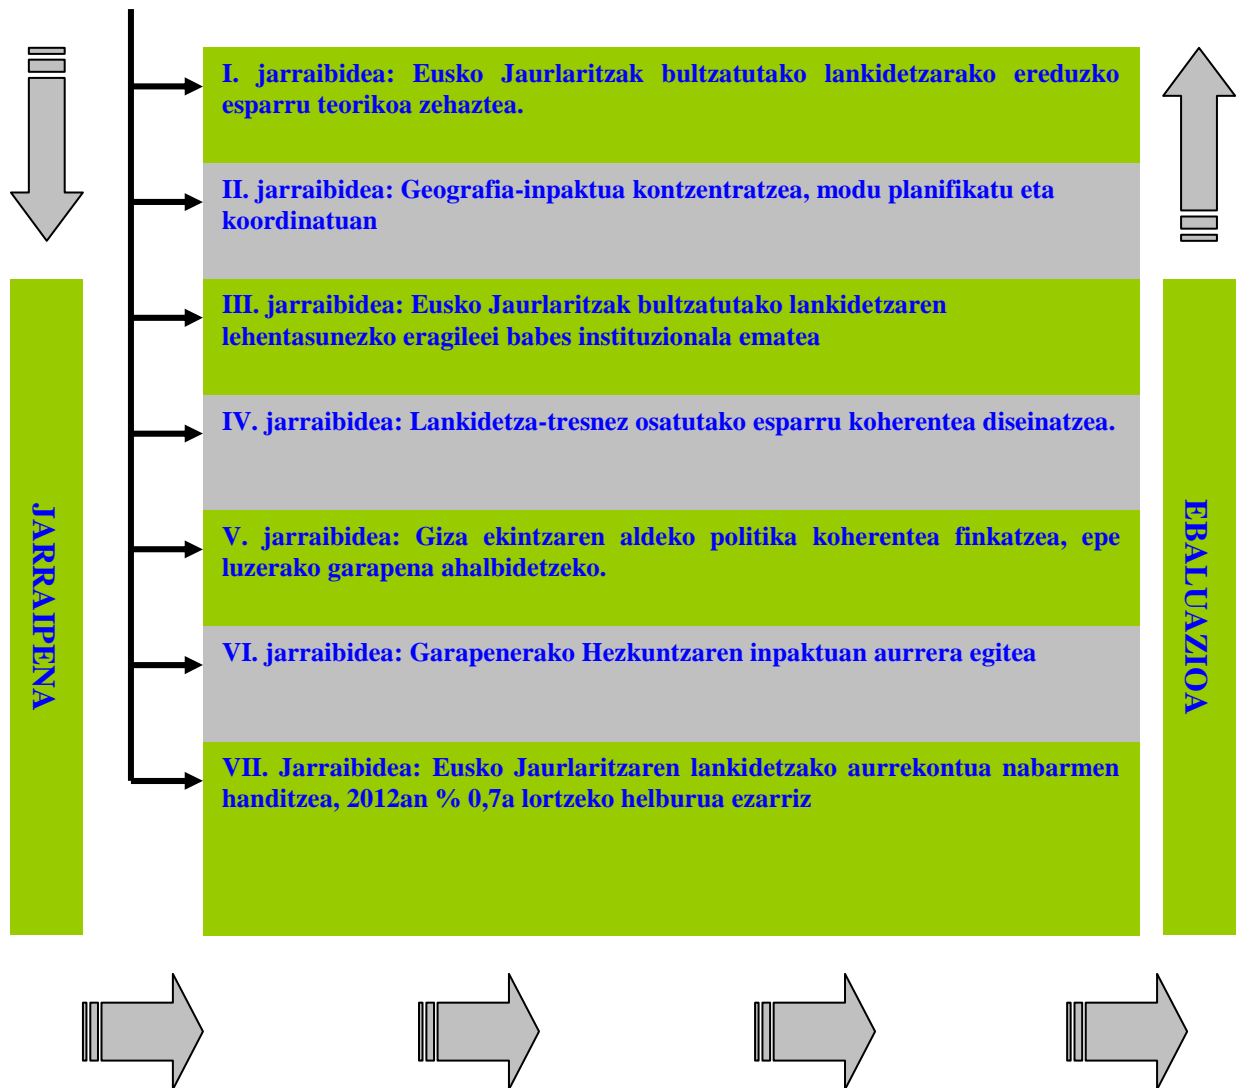 I. jarraibidea: Eusko Jaurlaritzak bultzatutako lankidetzarako ereduzko
esparru teorikoa zehaztea.
II. jarraibidea: Geografia-inpaktua kontzentratzea, modu planifikatu eta
koordinatuan
III. jarraibidea: Eusko Jaurlaritzak bultzatutako lankidetzaren
lehentasunezko eragileei babes instituzionala ematea
IV. jarraibidea: Lankidetza-tresnez osatutako esparru koherentea diseinatzea.
V. jarraibidea: Giza ekintzaren aldeko politika koherentea finkatzea, epe
luzerako garapena ahalbidetzeko.
VI. jarraibidea: Garapenerako Hezkuntzaren inpaktuan aurrera egitea
VII. Jarraibidea: Eusko Jaurlaritzaren lankidetzako aurrekontua nabarmen
handitzea, 2012an % 0,7a lortzeko helburua ezarriz
JARRAIPENA
EBALUAZIOA